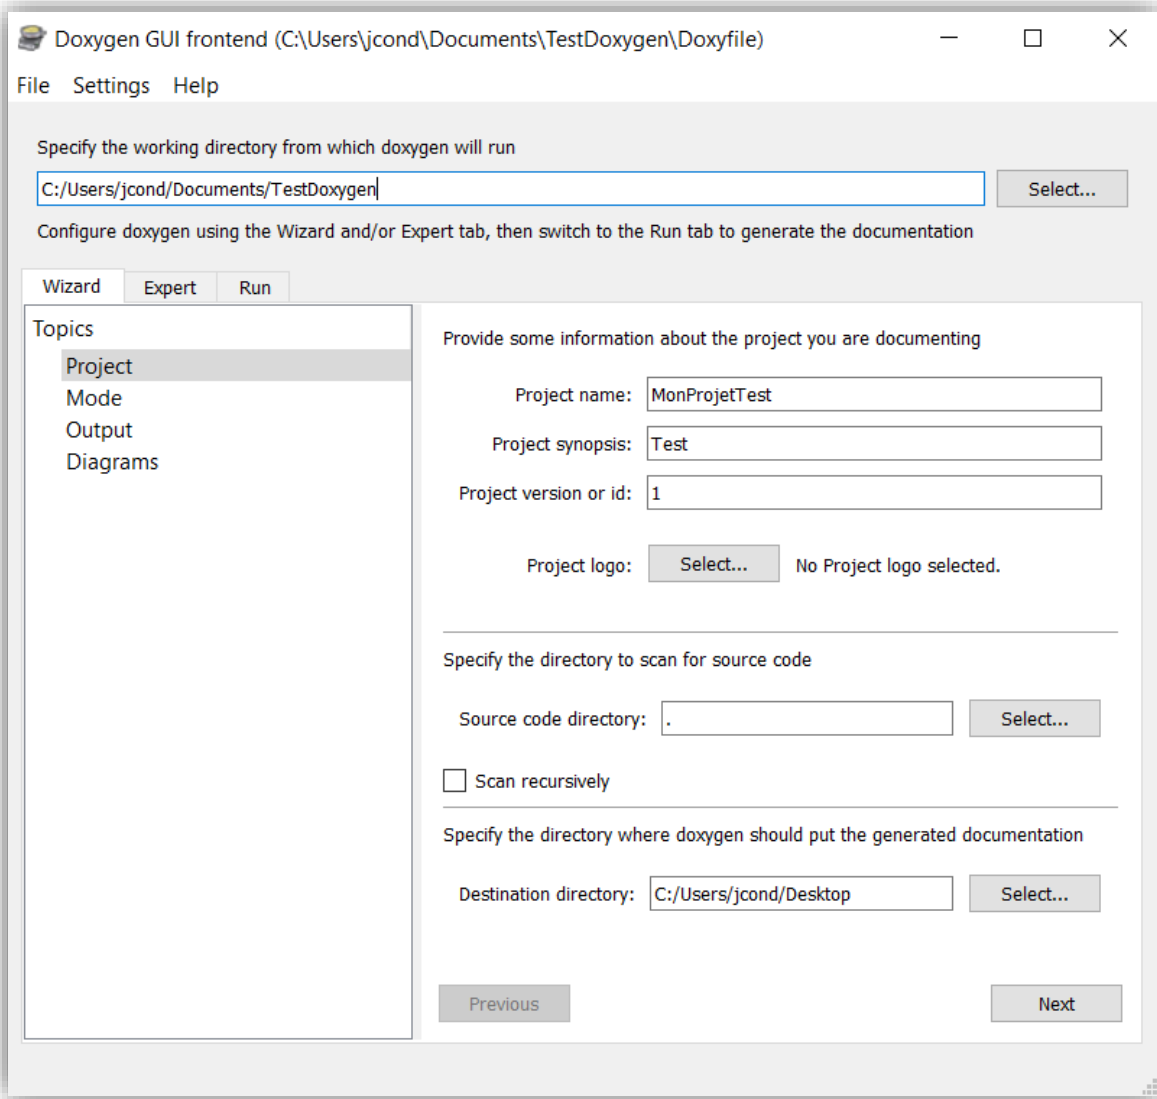 Doxygen GUI frontend (C:\Users\jcond\Documents\TestDoxygen\Doxyfile)
File Settings Help
Specify the working directory from which doxygen will run
C:/Users/jcond/Documents/TestDoxygen Select...
Configure doxygen using the Wizard and/or Expert tab, then switch to the Run tab to generate the documentation
Wizard Expert Run
Topics
Project
Mode
Output
Diagrams
Provide some information about the project you are documenting
Project name: MonProjetTest
Project synopsis: Test
Project version or id: 1
Project logo: Select... No Project logo selected.
Specify the directory to scan for source code
Source code directory: . Select...
Scan recursively
Specify the directory where doxygen should put the generated documentation
Destination directory: C:/Users/jcond/Desktop Select...
Previous Next